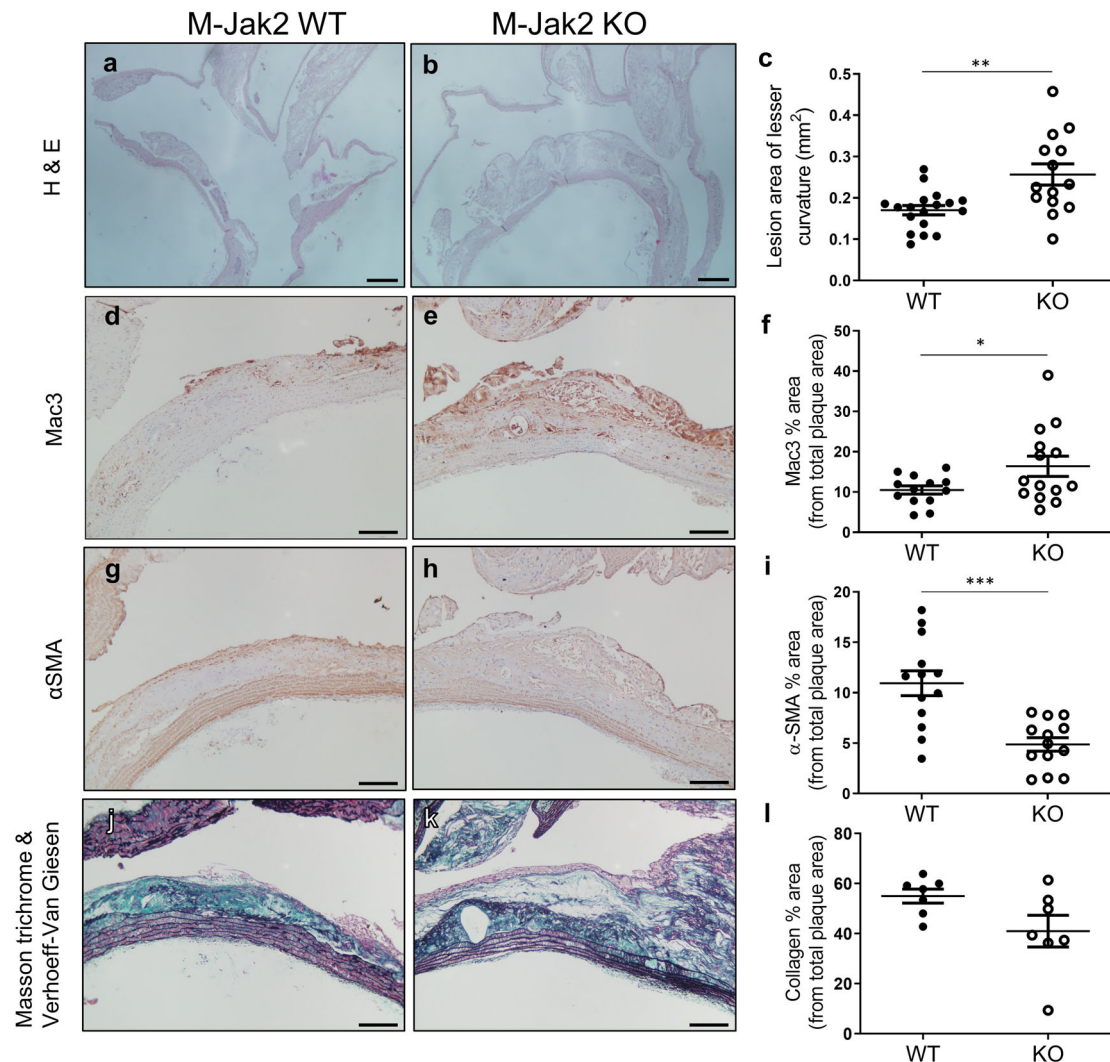 M-Jak2 WT
M-Jak2 KO
H & E
a
b
c
Lesion area of lesser
curvature (mm²)
0.5
0.4
0.3
0.2
0.1
0.0
**
WT
KO
Mac3
d
e
f
Mac3 % area
(from total plaque area)
50
40
30
20
10
0
*
WT
KO
αSMA
g
h
i
α-SMA % area
(from total plaque area)
20
15
10
5
0
***
WT
KO
Masson trichrome &
Verhoeff-Van Giesen
j
k
l
Collagen % area
(from total plaque area)
80
60
40
20
0
WT
KO